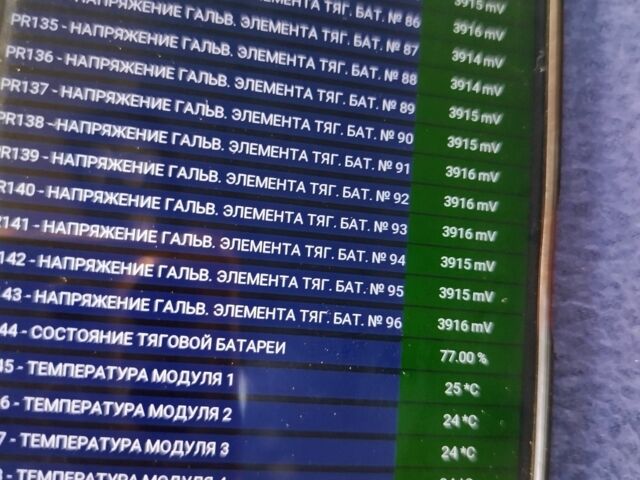 3915 mV
ГАЛЬВ. ЭЛЕМЕНТА ТЯГ. БАТ. № 86 3916 mV
НАПРЯЖЕНИЕ ГАЛЬВ. ЭЛЕМЕНТА ТЯГ. БАТ. № 87 3914 mV
PR135 - НАПРЯЖЕНИЕ ГАЛЬВ. ЭЛЕМЕНТА ТЯГ. БАТ. № 88 3914 mV
PR136 - НАПРЯЖЕНИЕ ГАЛЬВ. ЭЛЕМЕНТА ТЯГ. БАТ. № 89 3915 mV
PR137 - НАПРЯЖЕНИЕ ГАЛЬВ. ЭЛЕМЕНТА ТЯГ. БАТ. № 90 3915 mV
PR138 - НАПРЯЖЕНИЕ ГАЛЬВ. ЭЛЕМЕНТА ТЯГ. БАТ. № 91 3916 mV
PR139 - НАПРЯЖЕНИЕ ГАЛЬВ. ЭЛЕМЕНТА ТЯГ. БАТ. № 92 3916 mV
R140 - НАПРЯЖЕНИЕ ГАЛЬВ. ЭЛЕМЕНТА ТЯГ. БАТ. № 93 3916 mV
141 - НАПРЯЖЕНИЕ ГАЛЬВ. ЭЛЕМЕНТА ТЯГ. БАТ. № 94 3915 mV
142 - НАПРЯЖЕНИЕ ГАЛЬВ. ЭЛЕМЕНТА ТЯГ. БАТ. № 95 3915 mV
43 - НАПРЯЖЕНИЕ ГАЛЬВ. ЭЛЕМЕНТА ТЯГ. БАТ. № 96 3916 mV
44 - СОСТОЯНИЕ ТЯГОВОЙ БАТАРЕИ 77.00 %
45 - ТЕМПЕРАТУРА МОДУЛЯ 1 25 °C
6 - ТЕМПЕРАТУРА МОДУЛЯ 2 24 °C
7 - ТЕМПЕРАТУРА МОДУЛЯ 3 24 °C
- ТЕМПЕРАТУРА МОДУЛЯ